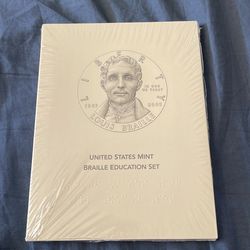 LIBERTY
IN GOD
WE TRUST
1809 2009
LOUIS BRAILLE
UNITED STATES MINT
BRAILLE EDUCATION SET